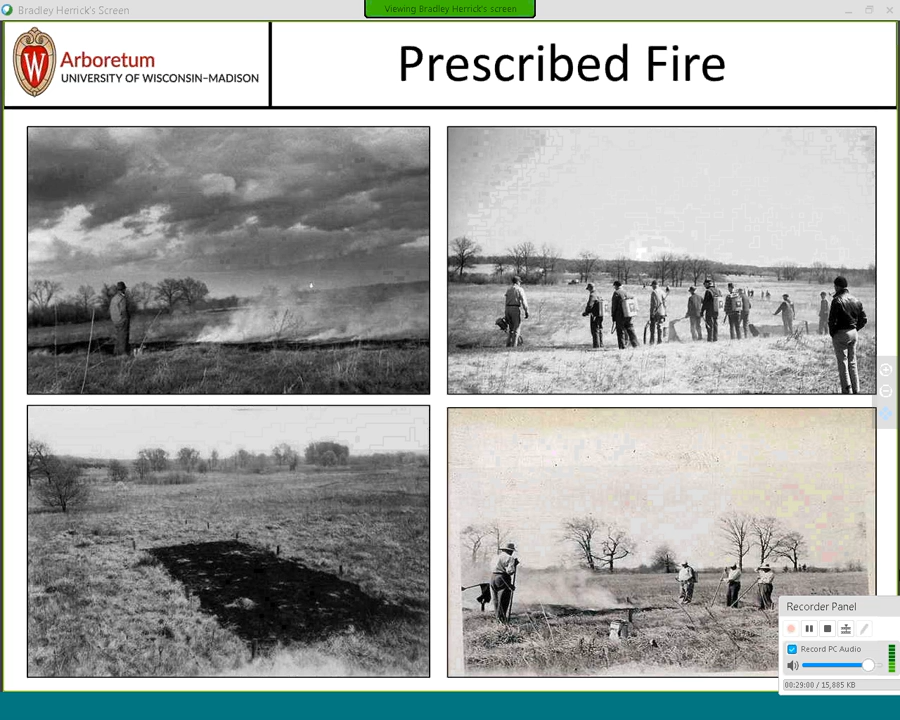 Bradley Herrick's Screen
Viewing Bradley Herrick's screen
W
Arboretum
UNIVERSITY OF WISCONSIN–MADISON
Prescribed Fire
Recorder Panel
Record PC Audio
00:29:00 / 15,885 KB